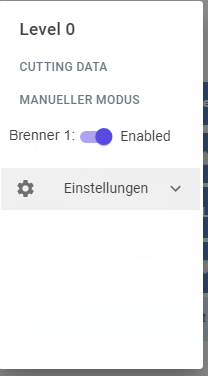 Level 0
CUTTING DATA
MANUELLER MODUS
Brenner 1: Enabled
Einstellungen